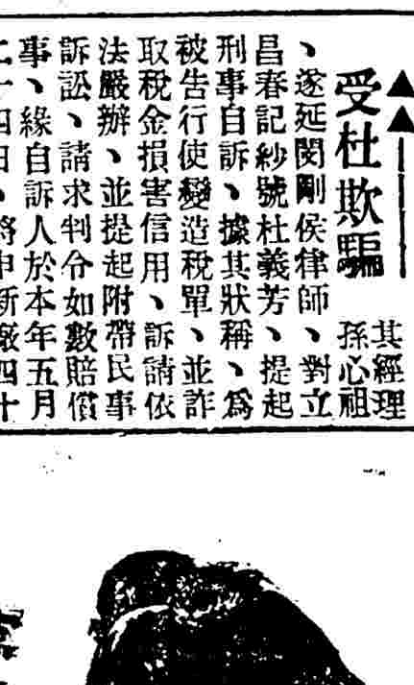 受杜欺騙
其經理
孫心祖
、遂延閔剛侯律師、對立
昌春記紗號杜義芳、提起
刑事自訴、據其狀稱、爲
被告行使變造稅單、並詐
取稅金損害信用、訴請依
法嚴辦、並提起附帶民事
訴訟、請求判令如數賠償
事、緣自訴人於本年五月
二十四日、將申新廠四十